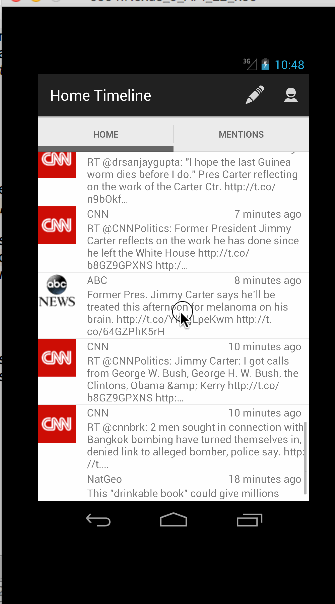 3G 10:48
Home Timeline
HOME MENTIONS
CNN
RT @drsanjaygupta: "I hope the last Guinea
worm dies before I do." Pres Carter reflecting
on the work of the Carter Ctr. http://t.co/
n9bOkf...
CNN
CNN 7 minutes ago
RT @CNNPolitics: Former President Jimmy
Carter reflects on the work he has done since
he left the White House http://t.co/
b8GZ9GPXNS http:/...
abc
NEWS
ABC 8 minutes ago
Former Pres. Jimmy Carter says he'll be
treated this afternoon for melanoma on his
brain. http://t.co/ http://t.
co/64GZPhK5rH
CNN
CNN 10 minutes ago
RT @CNNPolitics: Jimmy Carter: I got calls
from George W. Bush, George H. W. Bush, the
Clintons, Obama &amp; Kerry http://t.co/
b8GZ9GPXNS http:...
CNN
CNN 10 minutes ago
RT @cnnbrk: 2 men sought in connection with
Bangkok bombing have turned themselves in,
denied link to alleged bomber, police say. http:
//t....
NatGeo 18 minutes ago
This "drinkable book" could give millions